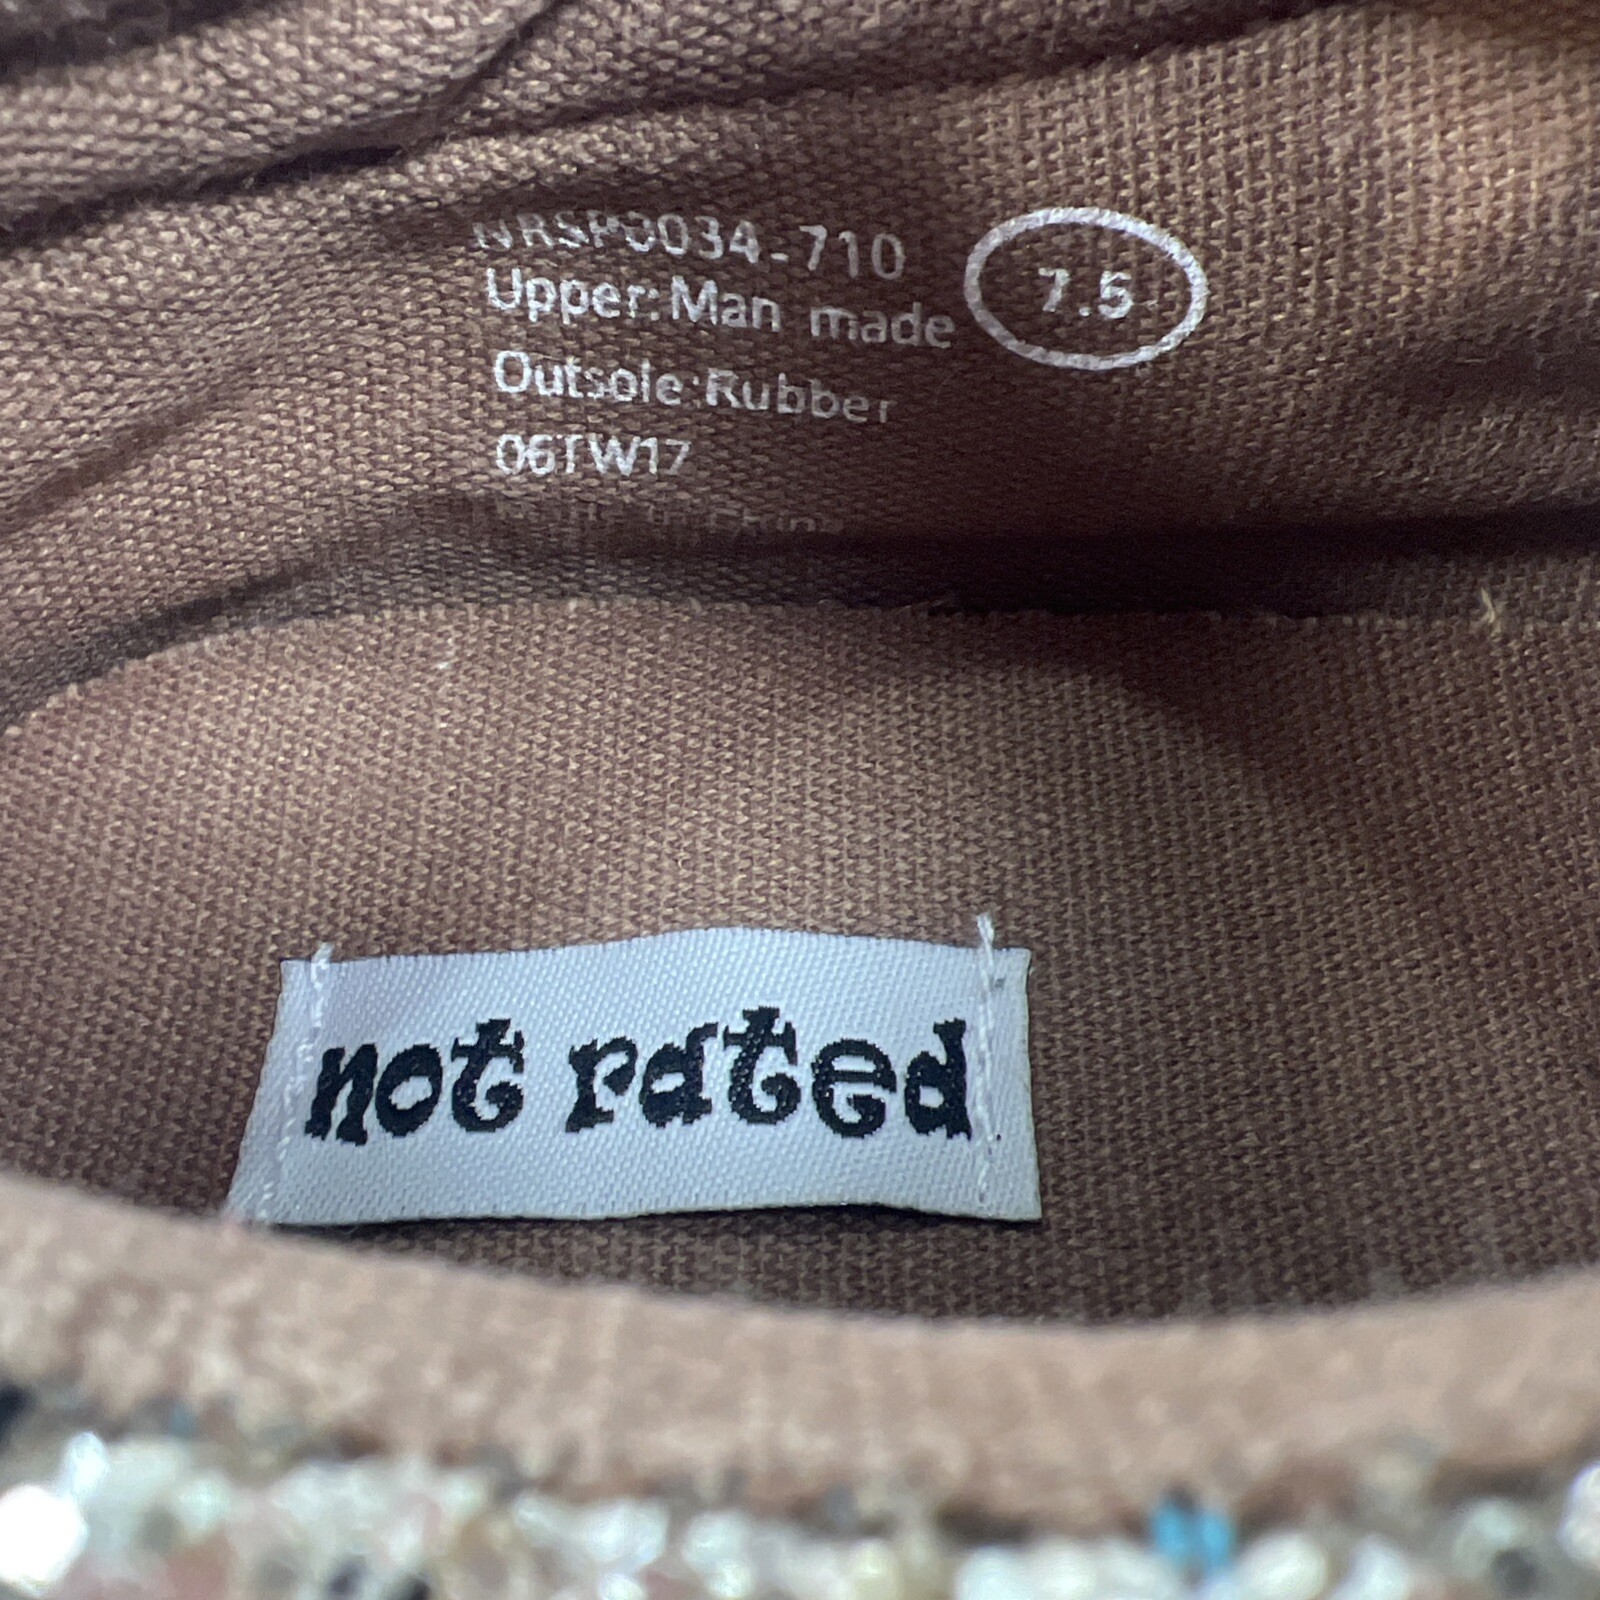 NRSP0034-710
7.5
Upper:Man made
Outsole:Rubber
06TW17
not rated